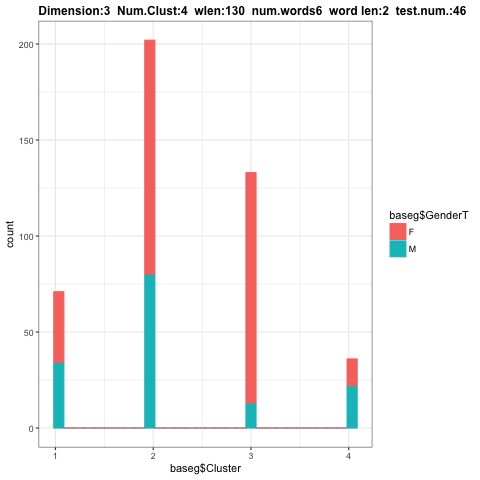 Dimension:3  Num.Clust:4  wlen:130  num.words6  word len:2  test.num.:46
200
150
100
50
0
count
1 2 3 4
baseg$Cluster
baseg$GenderT
F
M